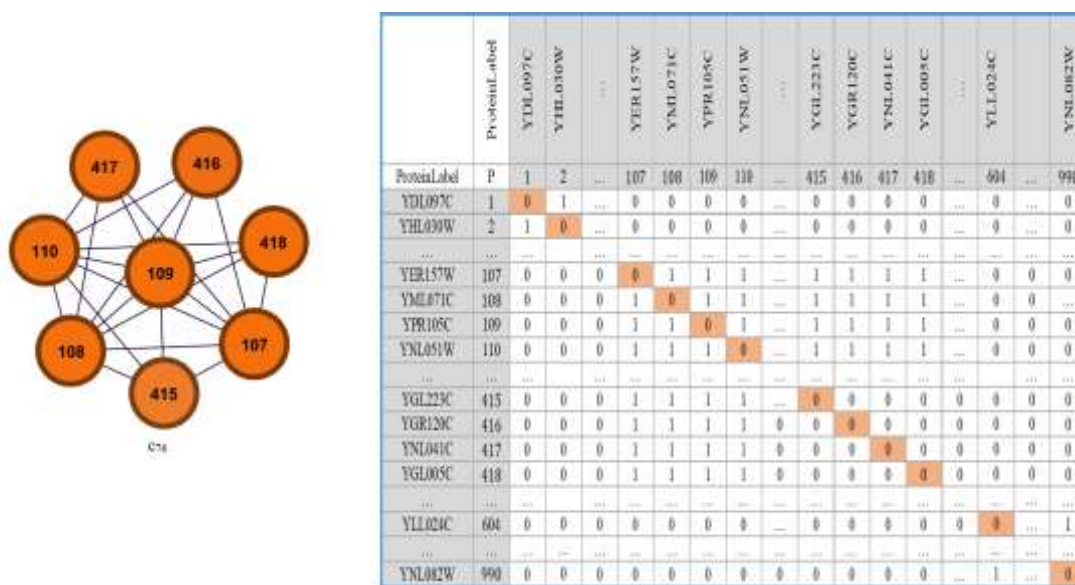 417
416
110
109
418
108
107
415
ProteinLabel YDL097C YHL030W ... YER157W YML071C YPR105C YNL051W ... YGL223C YGR120C YNL041C YGL005C ... YLL024C YNL082W
ProteinLabel P 1 2 ... 107 108 109 110 ... 415 416 417 418 ... 604 ... 990
YDL097C 1 0 1 ... 0 0 0 0 ... 0 0 0 0 ... 0 ... 0
YHL030W 2 1 0 ... 0 0 0 0 ... 0 0 0 0 ... 0 ... 0
... ... ... ... ... ... ... ... ... ... ... ... ... ... ... ... ... ...
YER157W 107 0 0 0 0 1 1 1 ... 1 1 1 1 ... 0 0 0
YML071C 108 0 0 0 1 0 1 1 ... 1 1 1 1 ... 0 0 ...
YPR105C 109 0 0 0 1 1 0 1 ... 1 1 1 1 ... 0 0 0
YNL051W 110 0 0 0 1 1 1 0 ... 1 1 1 1 ... 0 0 0
... ... ... ... ... ... ... ... ... ... ... ... ... ... ... ... ... ...
YGL223C 415 0 0 0 1 1 1 1 ... 0 0 0 0 0 0 0 0
YGR120C 416 0 0 0 1 1 1 1 0 0 0 0 0 0 0 0 0
YNL041C 417 0 0 0 1 1 1 1 0 0 0 0 0 0 0 0 0
YGL005C 418 0 0 0 1 1 1 1 0 0 0 0 0 0 0 0 0
... ... ... ... ... ... ... ... ... ... ... ... ... ... ... ... ... ...
YLL024C 604 0 0 0 0 0 0 0 ... 0 0 0 0 0 0 ... 1
... ... ... ... ... ... ... ... ... ... ... ... ... ... ... ... ... ...
YNL082W 990 0 0 0 0 0 0 0 0 0 0 0 0 ... 1 ... 0